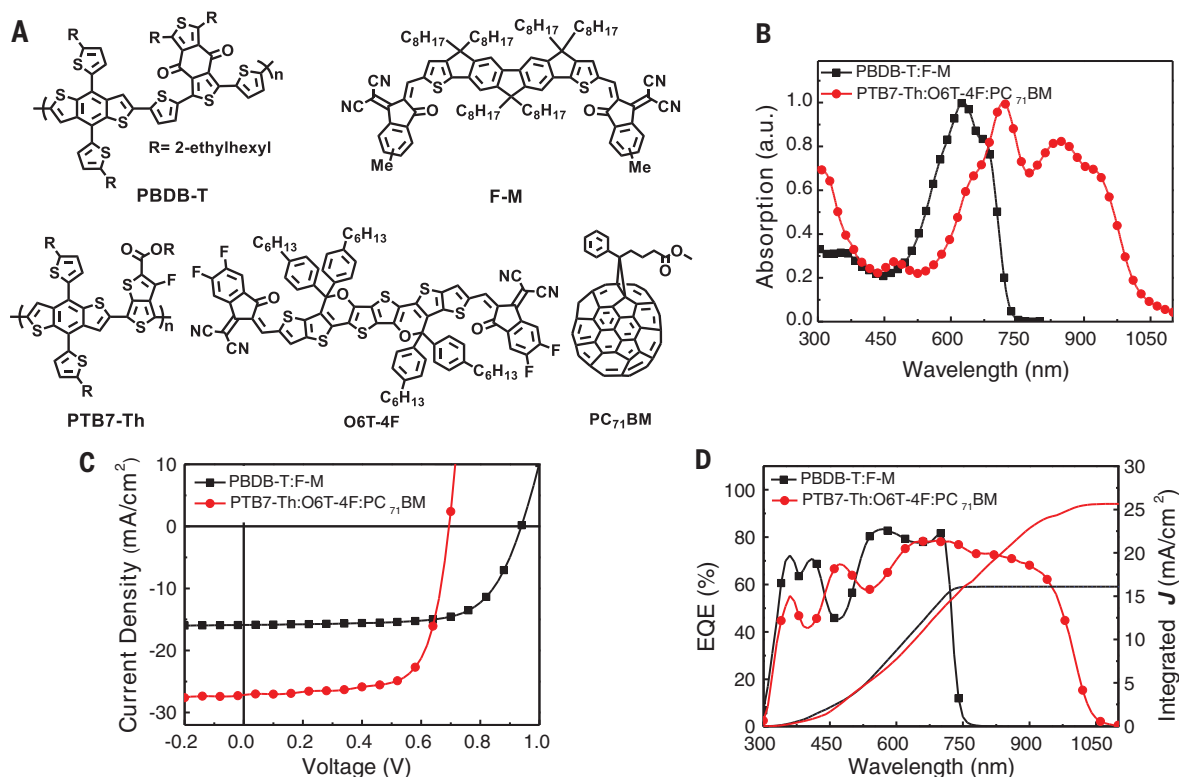 A
R
S
R
R
O
O
S
S
S
S
S
S
S
n
R= 2-ethylhexyl
R
PBDB-T
C8H17
C8H17
C8H17
C8H17
NC
CN
NC
CN
O
O
S
S
C8H17
C8H17
Me
Me
F-M
R
O
OR
F
S
S
S
S
S
n
R
PTB7-Th
C6H13
C6H13
F
F
O
NC
CN
O
S
S
S
S
S
S
O
NC
CN
O
F
F
C6H13
C6H13
O6T-4F
O
O
PC71BM
B
PBDB-T:F-M
PTB7-Th:O6T-4F:PC71BM
Absorption (a.u.)
1.0
0.8
0.6
0.4
0.2
0.0
300 450 600 750 900 1050
Wavelength (nm)
C
PBDB-T:F-M
PTB7-Th:O6T-4F:PC71BM
Current Density (mA/cm2)
10
0
-10
-20
-30
-0.2 0.0 0.2 0.4 0.6 0.8 1.0
Voltage (V)
D
PBDB-T:F-M
PTB7-Th:O6T-4F:PC71BM
EQE (%)
100
80
60
40
20
0
30
25
20
15
10
5
0
Integrated J (mA/cm2)
300 450 600 750 900 1050
Wavelength (nm)